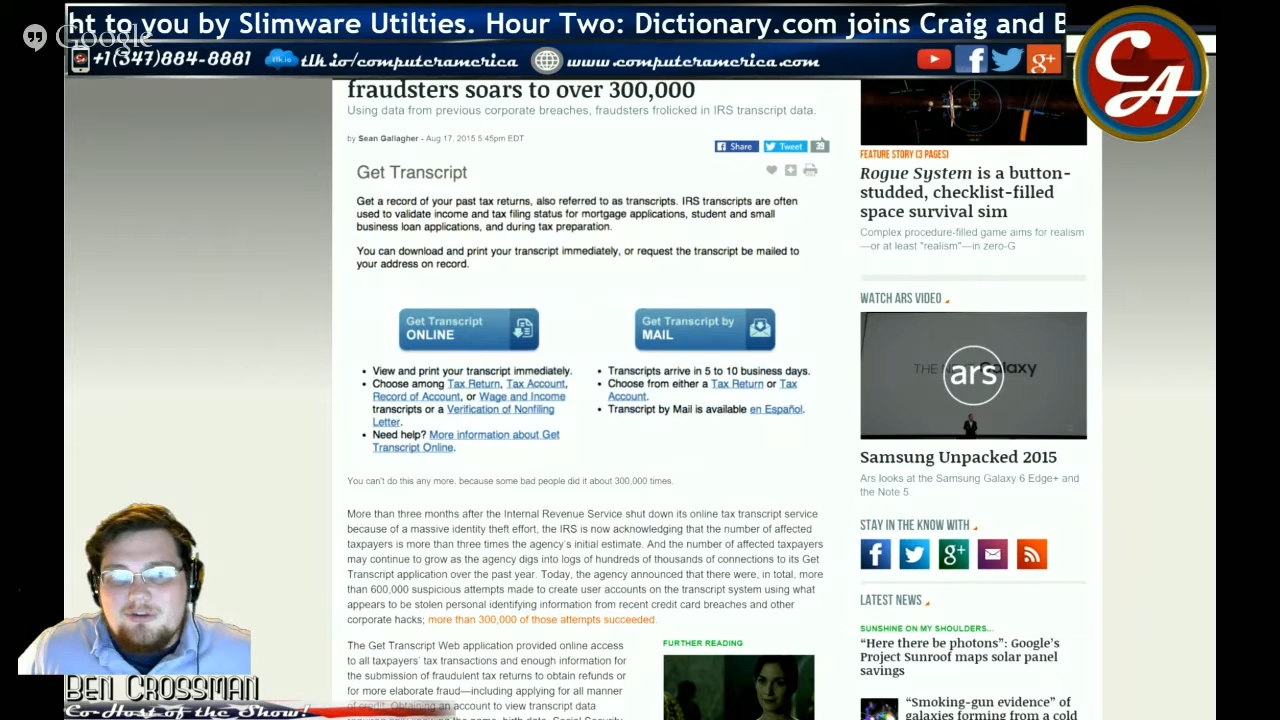 ht to you by Slimware Utilties. Hour Two: Dictionary.com joins Craig and B
Google
+1(347)884-8881
tlk.io
tlk.io/computeramerica
www.computeramerica.com
CA
fraudsters soars to over 300,000
Using data from previous corporate breaches, fraudsters frolicked in IRS transcript data.
by Sean Gallagher - Aug 17, 2015 5:45pm EDT
Share
Tweet
39
Get Transcript
Get a record of your past tax returns, also referred to as transcripts. IRS transcripts are often
used to validate income and tax filing status for mortgage applications, student and small
business loan applications, and during tax preparation.
You can download and print your transcript immediately, or request the transcript be mailed to
your address on record.
Get Transcript
ONLINE
• View and print your transcript immediately.
• Choose among Tax Return, Tax Account,
Record of Account, or Wage and Income
transcripts or a Verification of Nonfiling
Letter.
• Need help? More information about Get
Transcript Online.
Get Transcript by
MAIL
• Transcripts arrive in 5 to 10 business days.
• Choose from either a Tax Return or Tax
Account.
• Transcript by Mail is available en Español.
You can't do this any more, because some bad people did it about 300,000 times.
More than three months after the Internal Revenue Service shut down its online tax transcript service
because of a massive identity theft effort, the IRS is now acknowledging that the number of affected
taxpayers is more than three times the agency's initial estimate. And the number of affected taxpayers
may continue to grow as the agency digs into logs of hundreds of thousands of connections to its Get
Transcript application over the past year. Today, the agency announced that there were, in total, more
than 600,000 suspicious attempts made to create user accounts on the transcript system using what
appears to be stolen personal identifying information from recent credit card breaches and other
corporate hacks; more than 300,000 of those attempts succeeded.
The Get Transcript Web application provided online access
to all taxpayers' tax transactions and enough information for
the submission of fraudulent tax returns to obtain refunds or
for more elaborate fraud—including applying for all manner
of credit. Obtaining an account to view transcript data
FURTHER READING
FEATURE STORY (3 PAGES)
Rogue System is a button-
studded, checklist-filled
space survival sim
Complex procedure-filled game aims for realism
—or at least "realism"—in zero-G
WATCH ARS VIDEO
ars
THE Galaxy
Samsung Unpacked 2015
Ars looks at the Samsung Galaxy 6 Edge+ and
the Note 5.
STAY IN THE KNOW WITH
LATEST NEWS
SUNSHINE ON MY SHOULDERS...
“Here there be photons”: Google’s
Project Sunroof maps solar panel
savings
“Smoking-gun evidence” of
galaxies forming from a cold
BEN CROSSMAN
Co-Host of the Show!